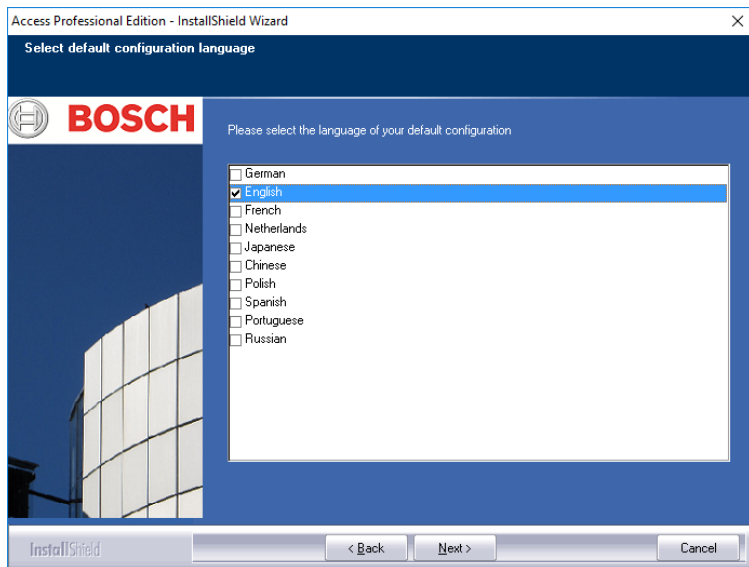 Access Professional Edition - InstallShield Wizard
Select default configuration language
BOSCH
Please select the language of your default configuration
German
English
French
Netherlands
Japanese
Chinese
Polish
Spanish
Portuguese
Russian
InstallShield
< Back
Next >
Cancel